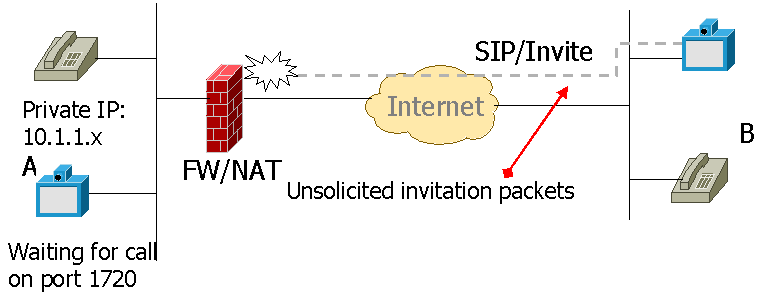 SIP/Invite
Private IP:
10.1.1.x
Internet
A
FW/NAT
B
Unsolicited invitation packets
Waiting for call
on port 1720